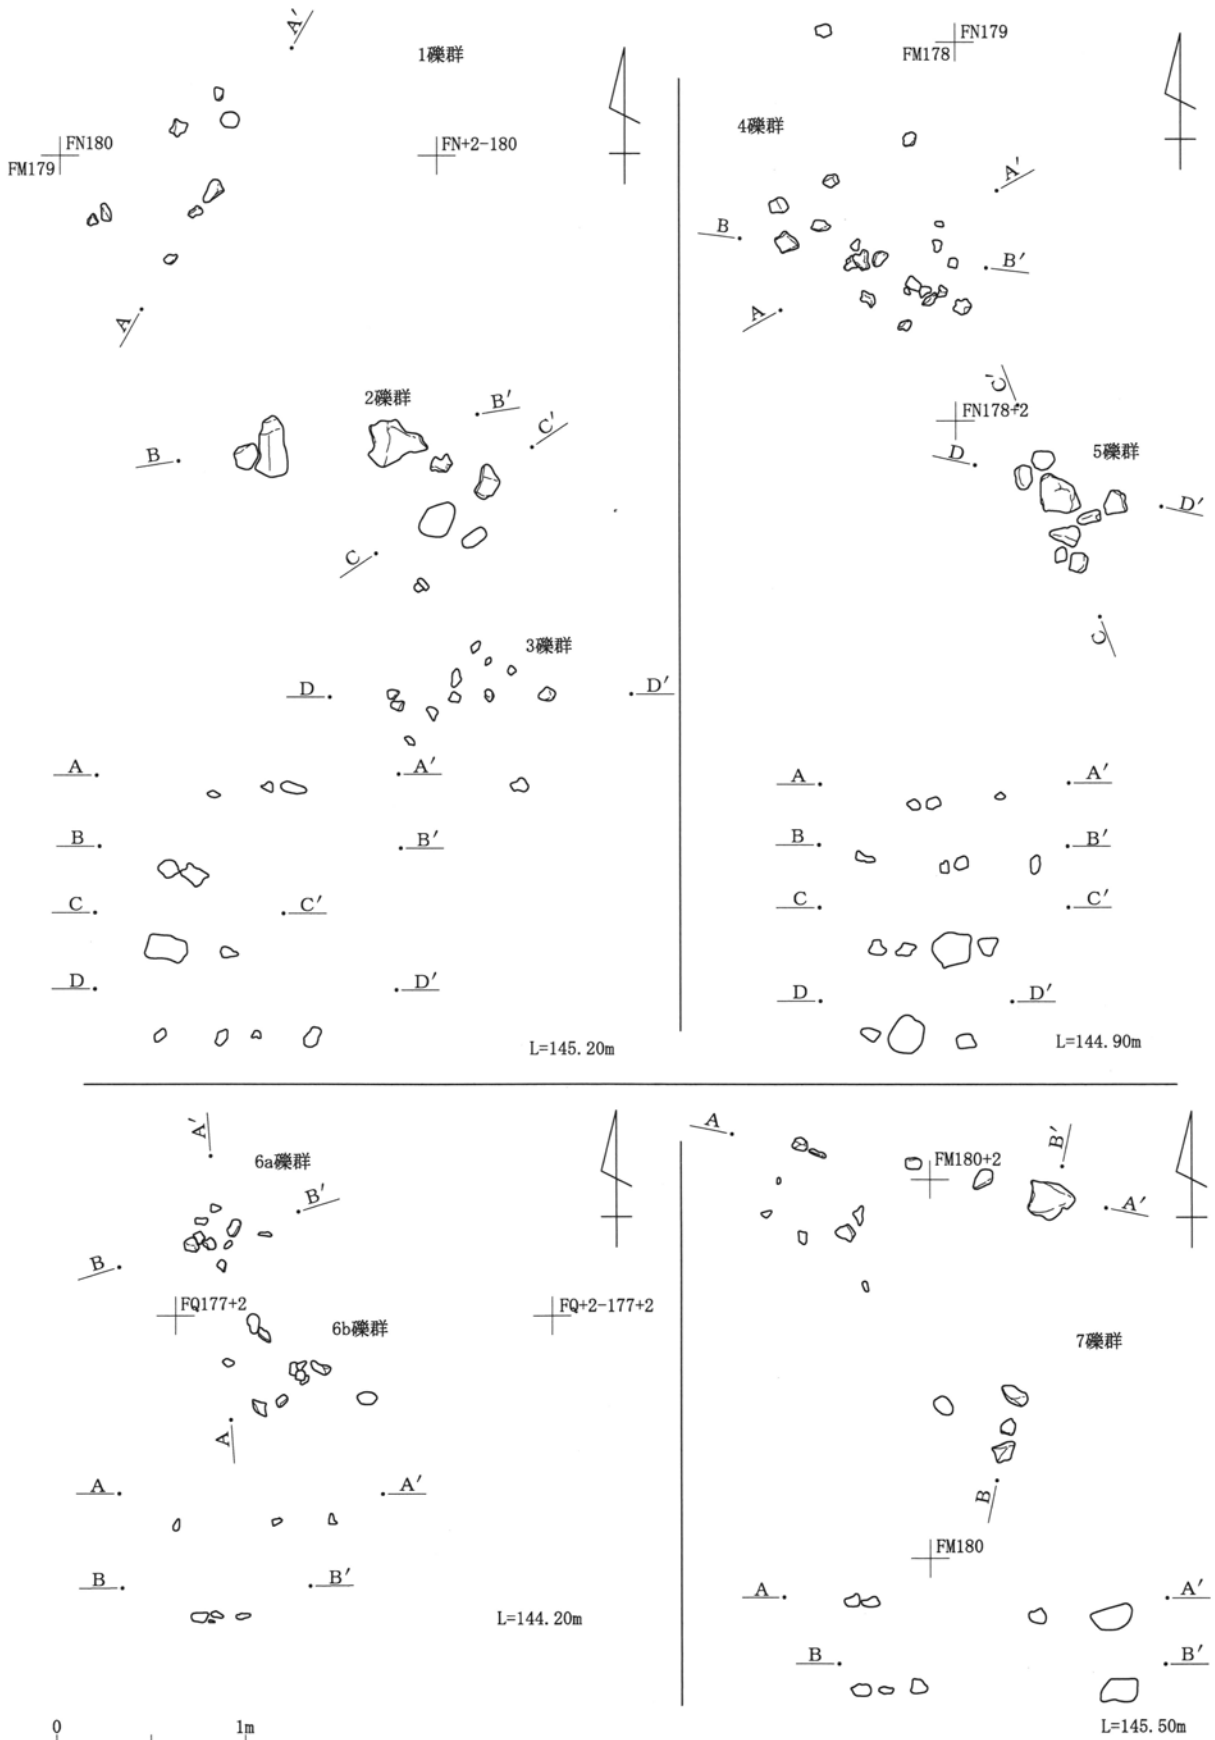 A′
1礫群
FN180
FM179
FN+2-180
A
2礫群
B′
C′
B
C
3礫群
D
D′
A
A′
B
B′
C
C′
D
D′
L=145.20m
FN179
FM178
4礫群
A′
B
B′
A
C′
FN178+2
D
5礫群
D′
C
A
A′
B
B′
C
C′
D
D′
L=144.90m
A′
6a礫群
B′
B
FQ177+2
FQ+2-177+2
6b礫群
A
A
A′
B
B′
L=144.20m
0
1m
A
FM180+2
B′
A′
7礫群
B
FM180
A
A′
B
B′
L=145.50m